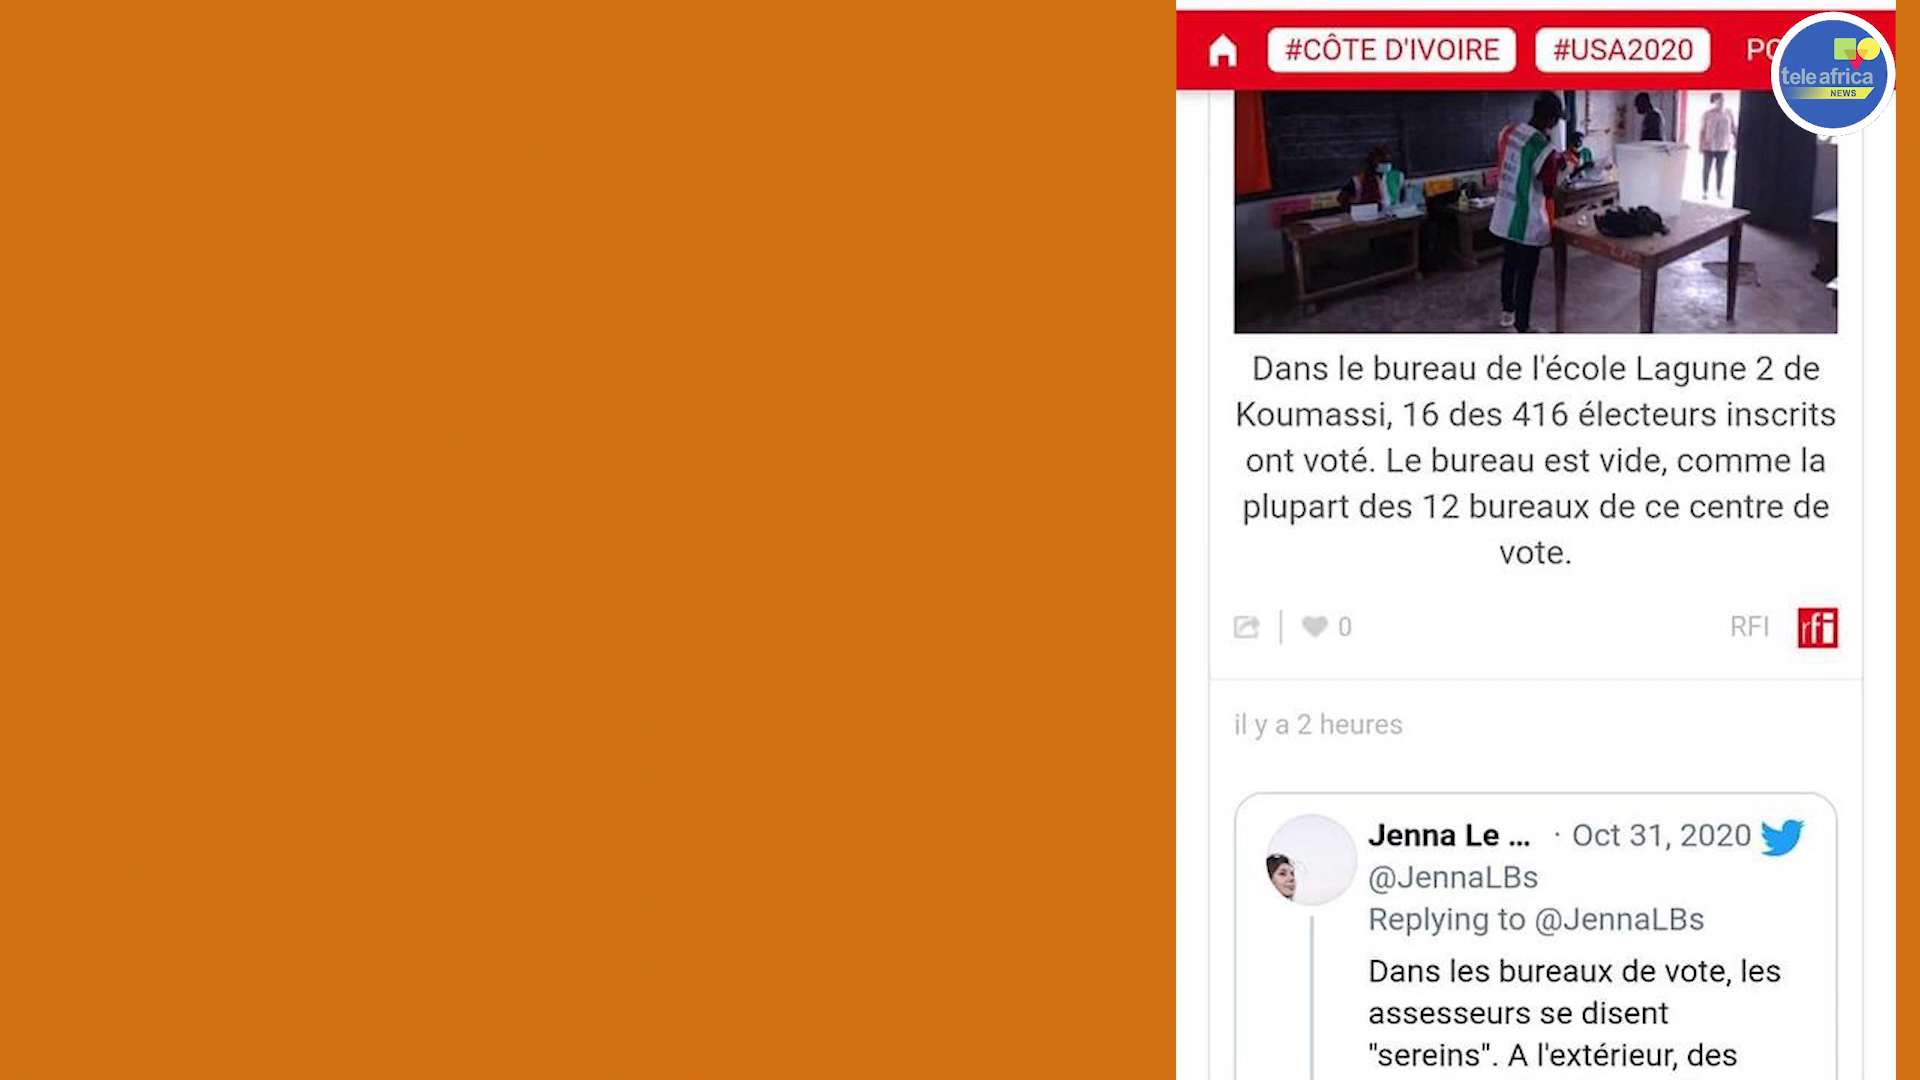 #CÔTE D'IVOIRE #USA2020
teleafrica
NEWS
Dans le bureau de l'école Lagune 2 de
Koumassi, 16 des 416 électeurs inscrits
ont voté. Le bureau est vide, comme la
plupart des 12 bureaux de ce centre de
vote.
0 RFI rfi
il y a 2 heures
Jenna Le ... · Oct 31, 2020
@JennaLBs
Replying to @JennaLBs
Dans les bureaux de vote, les
assesseurs se disent
"sereins". A l'extérieur, des